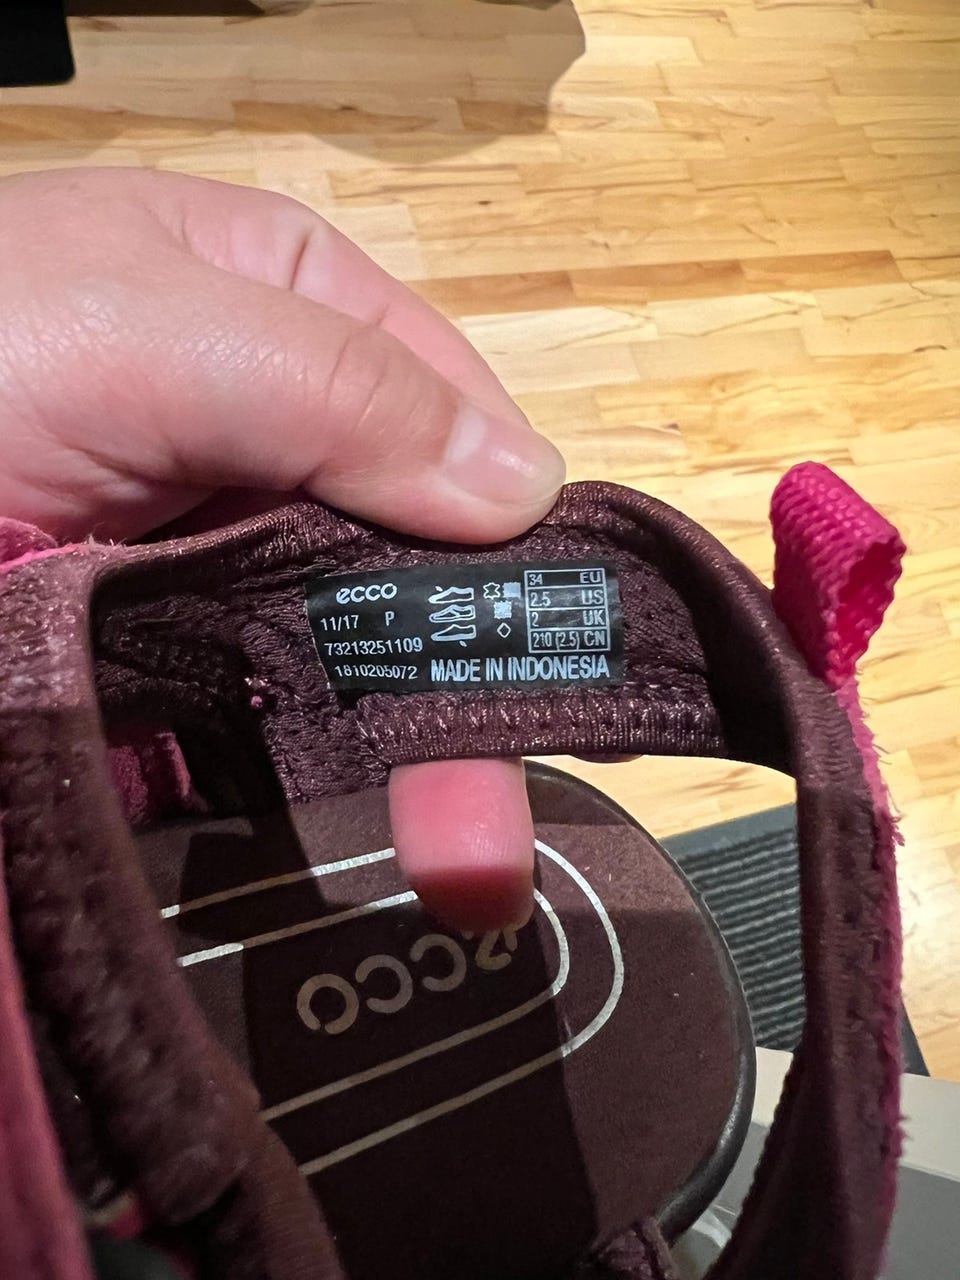 ecco
11/17 P
73213251109
1810205072
34 EU
2.5 US
2 UK
210 (2.5) CN
MADE IN INDONESIA
ecco